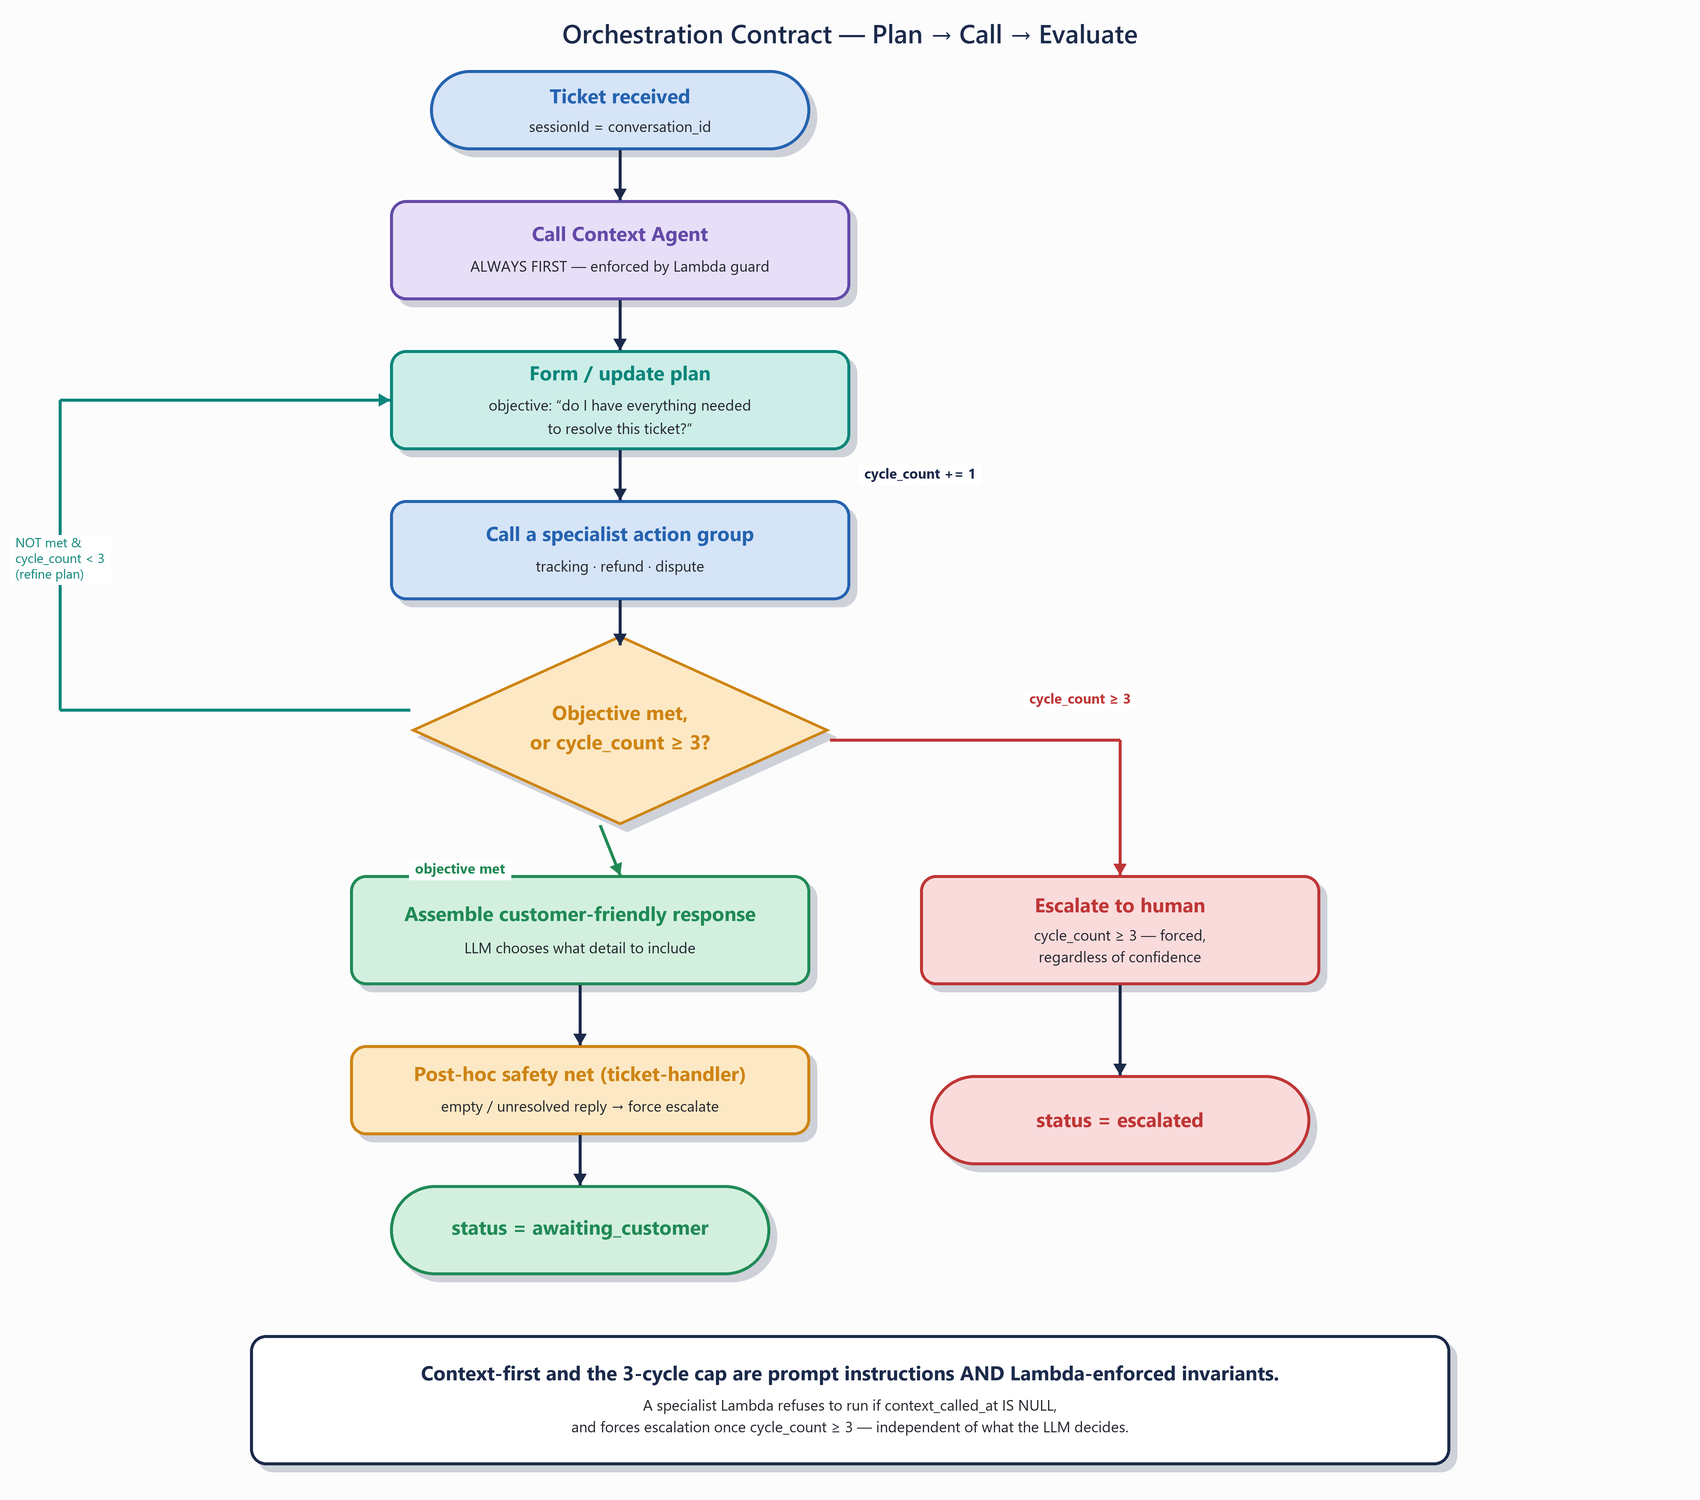 Orchestration Contract — Plan → Call → Evaluate
Ticket received
sessionId = conversation_id
Call Context Agent
ALWAYS FIRST — enforced by Lambda guard
Form / update plan
objective: “do I have everything needed
to resolve this ticket?”
cycle_count += 1
Call a specialist action group
tracking · refund · dispute
NOT met &
cycle_count < 3
(refine plan)
Objective met,
or cycle_count ≥ 3?
cycle_count ≥ 3
objective met
Assemble customer-friendly response
LLM chooses what detail to include
Escalate to human
cycle_count ≥ 3 — forced,
regardless of confidence
Post-hoc safety net (ticket-handler)
empty / unresolved reply → force escalate
status = escalated
status = awaiting_customer
Context-first and the 3-cycle cap are prompt instructions AND Lambda-enforced invariants.
A specialist Lambda refuses to run if context_called_at IS NULL,
and forces escalation once cycle_count ≥ 3 — independent of what the LLM decides.